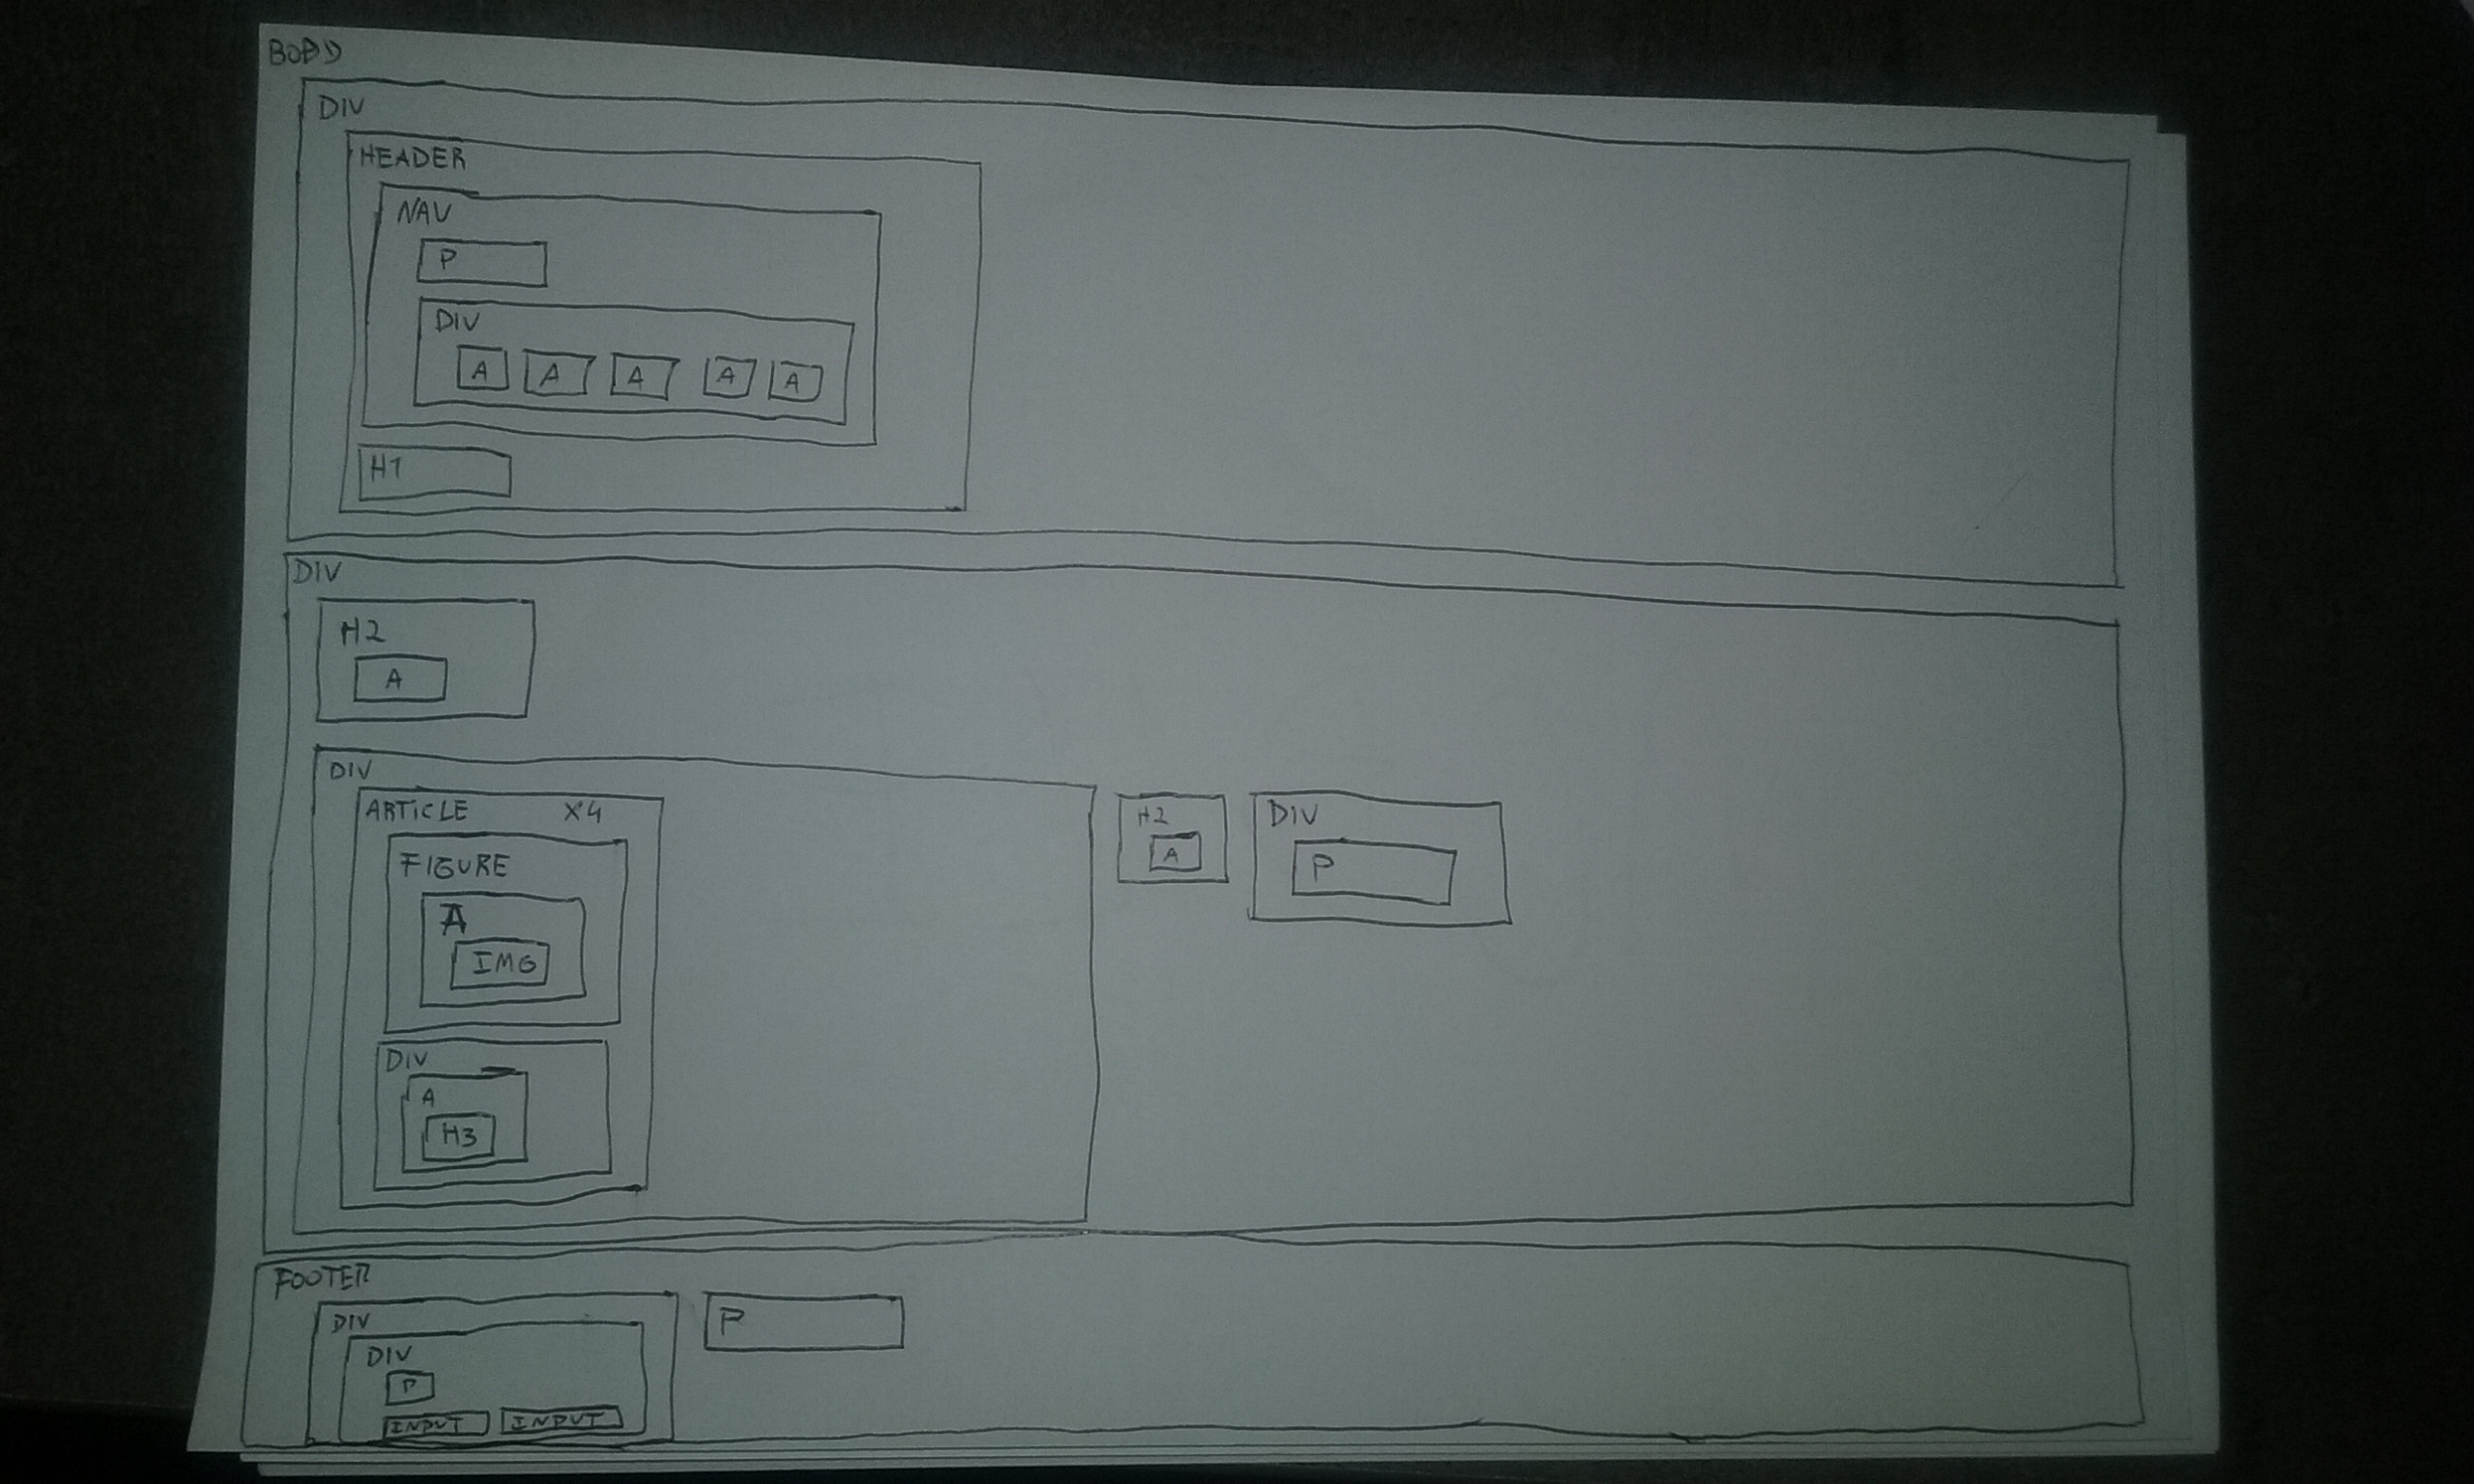 BODY
DIV
HEADER
NAV
P
DIV
A A A A A
H1
DIV
H2
A
DIV
ARTICLE X4
FIGURE
A
IMG
DIV
A
H3
H2
A
DIV
P
FOOTER
DIV
DIV
P
INPUT INPUT
P